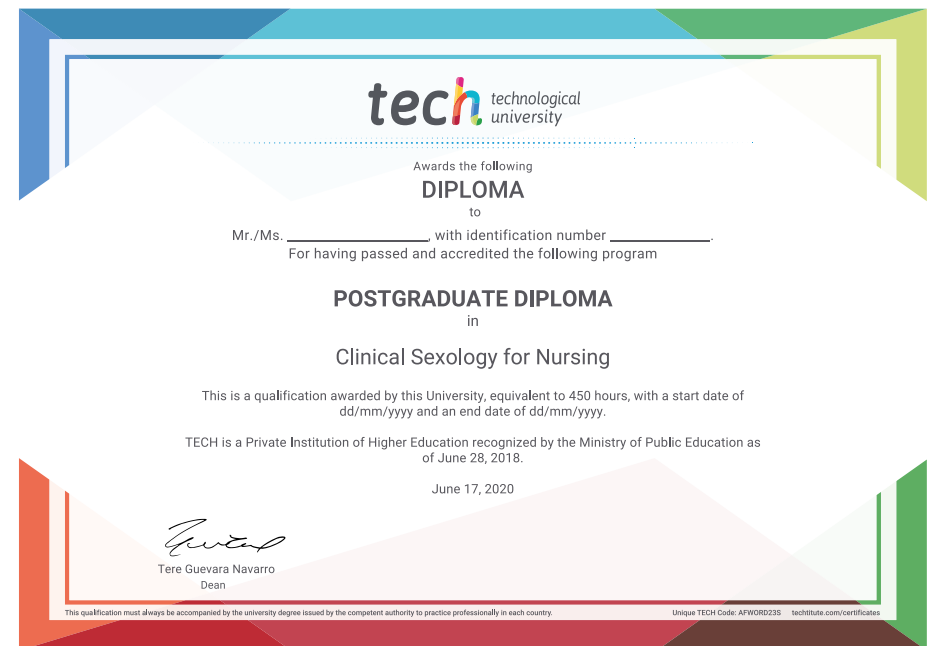 tech technological
university
Awards the following
DIPLOMA
to
Mr./Ms. ____________________, with identification number ______________.
For having passed and accredited the following program
POSTGRADUATE DIPLOMA
in
Clinical Sexology for Nursing
This is a qualification awarded by this University, equivalent to 450 hours, with a start date of
dd/mm/yyyy and an end date of dd/mm/yyyy.
TECH is a Private Institution of Higher Education recognized by the Ministry of Public Education as
of June 28, 2018.
June 17, 2020
Tere Guevara Navarro
Dean
This qualification must always be accompanied by the university degree issued by the competent authority to practice professionally in each country.
Unique TECH Code: AFWORD23S techtitute.com/certificates